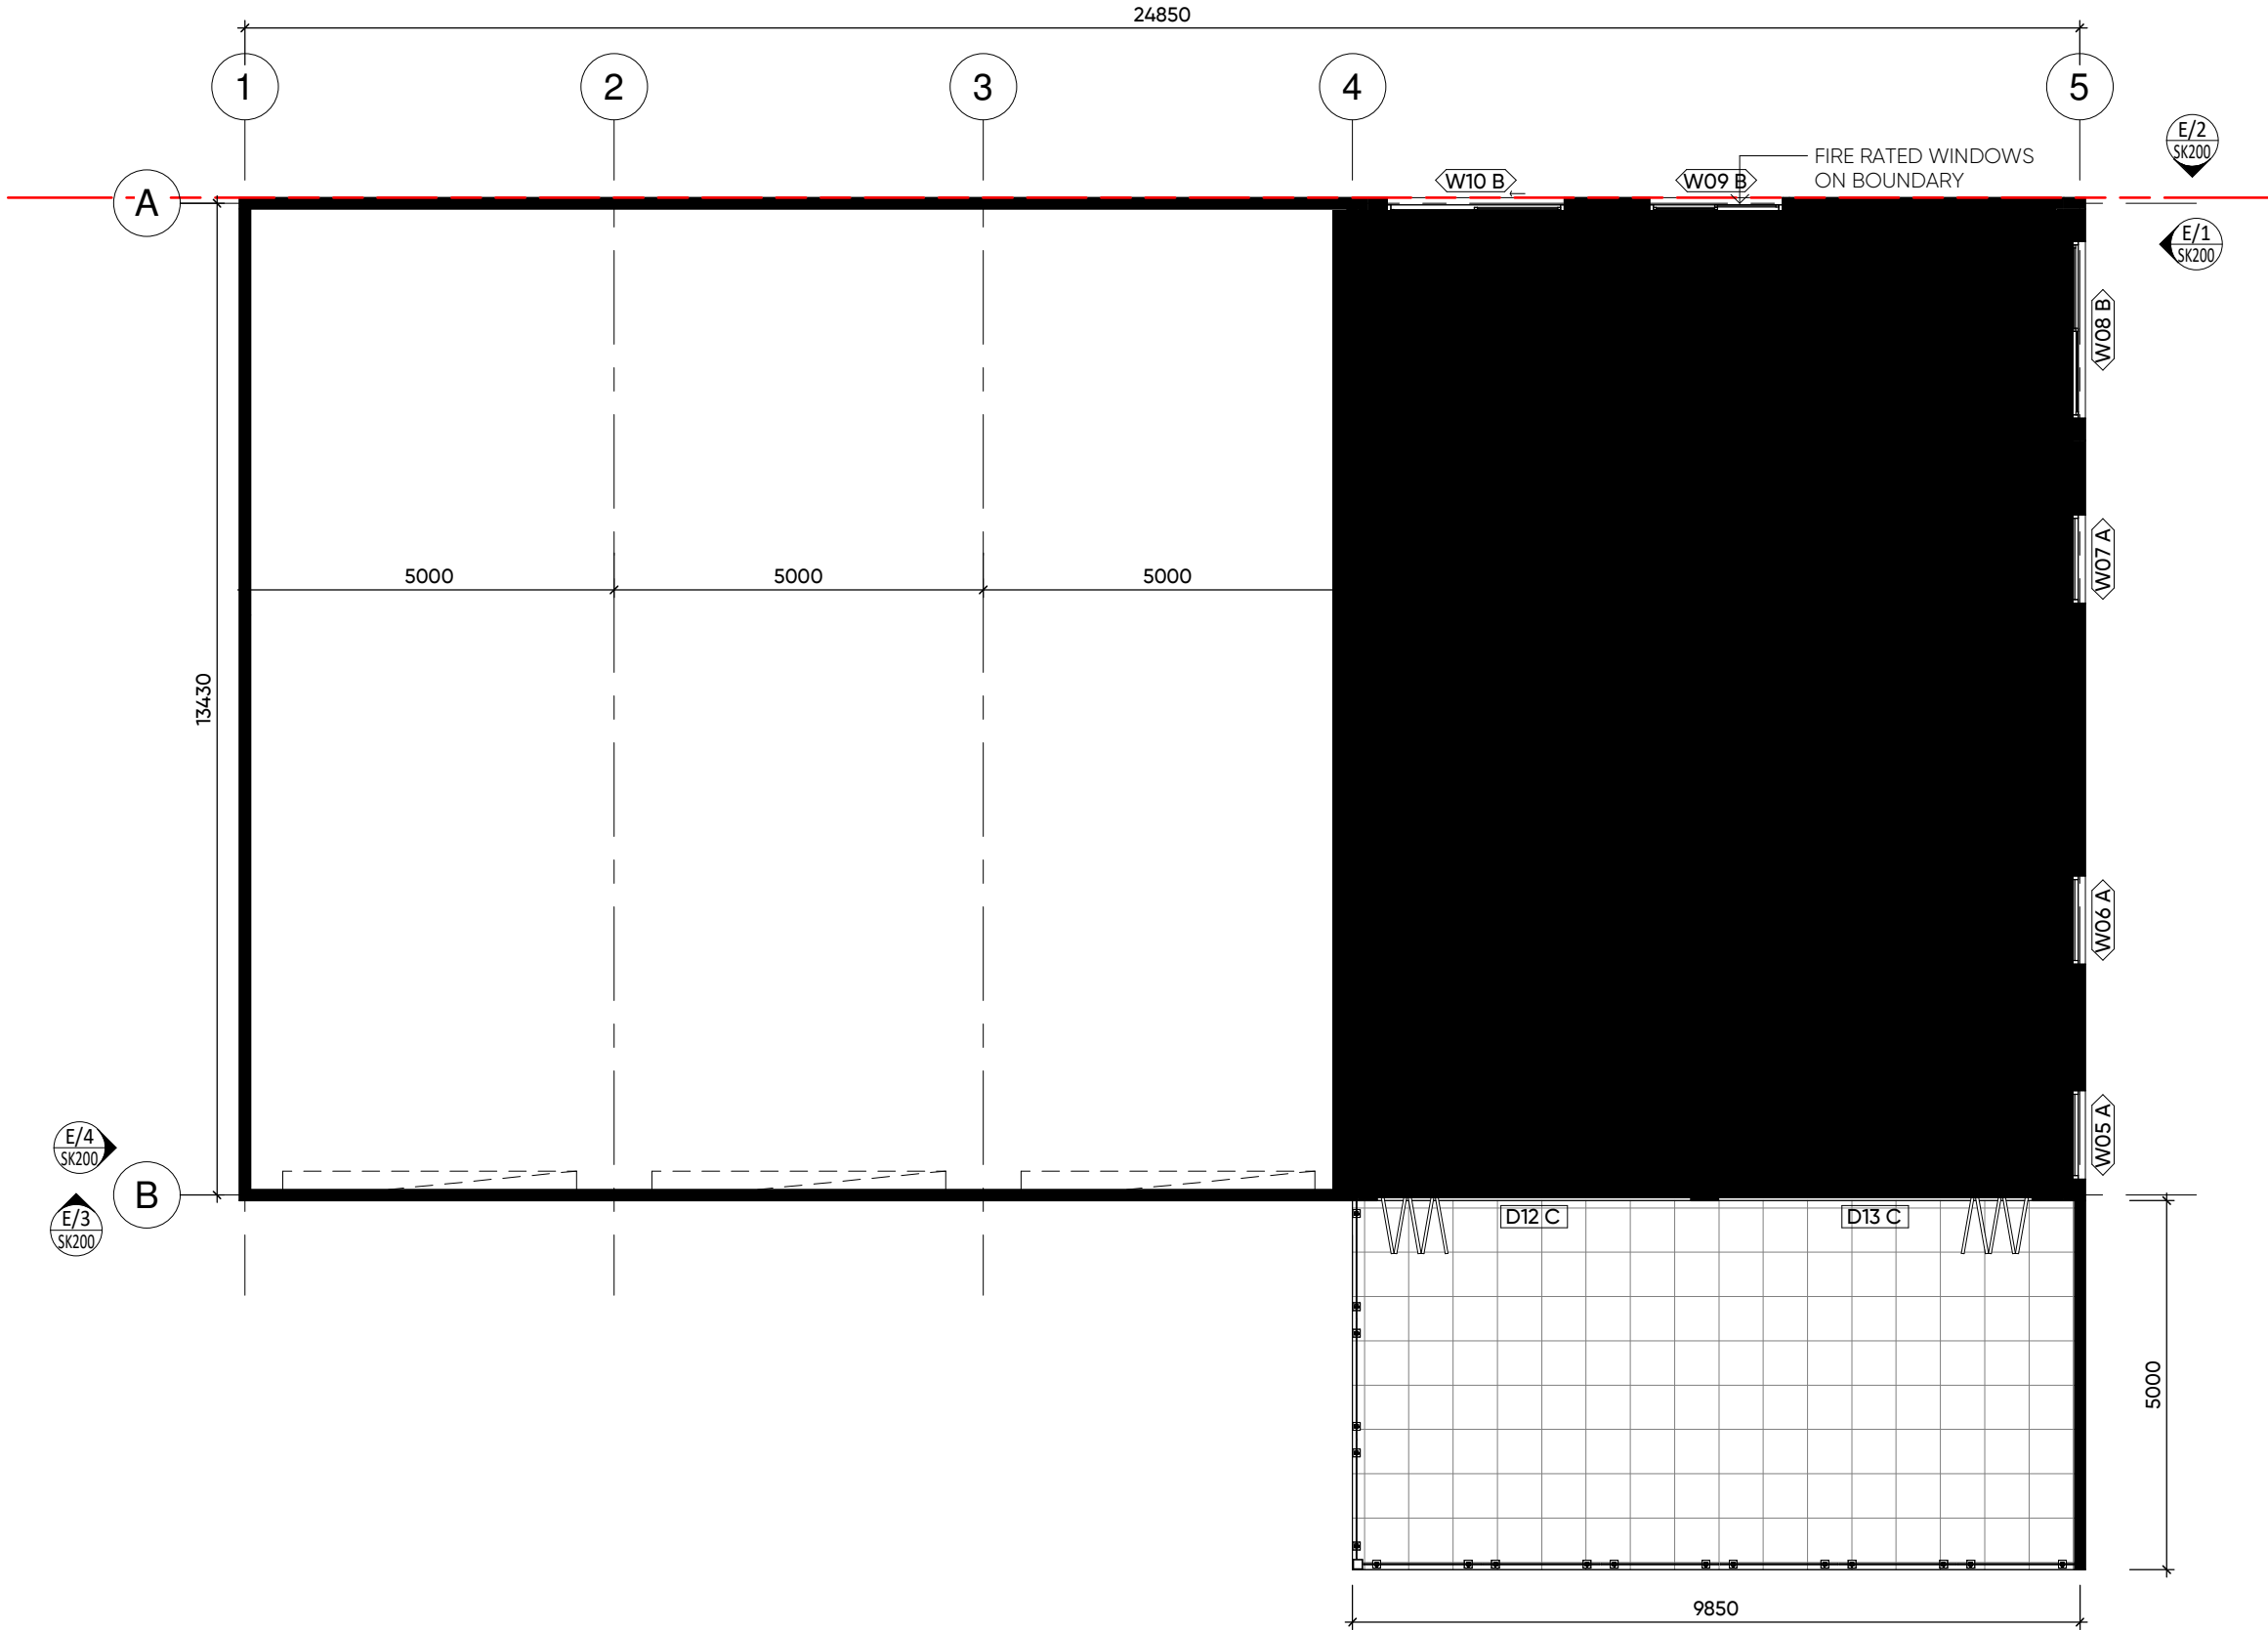 24850
1
2
3
4
5
E/2
SK200
FIRE RATED WINDOWS
ON BOUNDARY
W10 B
W09 B
A
E/1
SK200
W08 B
W07 A
5000
5000
5000
13430
W06 A
W05 A
E/4
SK200
B
E/3
SK200
D12 C
D13 C
5000
9850